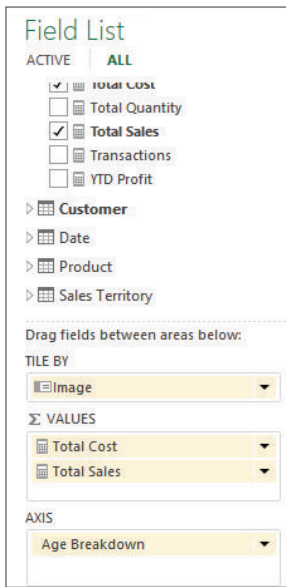 Field List
ACTIVE ALL
Total Cost
Total Quantity
Total Sales
Transactions
YTD Profit
Customer
Date
Product
Sales Territory
Drag fields between areas below:
TILE BY
Image
Σ VALUES
Total Cost
Total Sales
AXIS
Age Breakdown